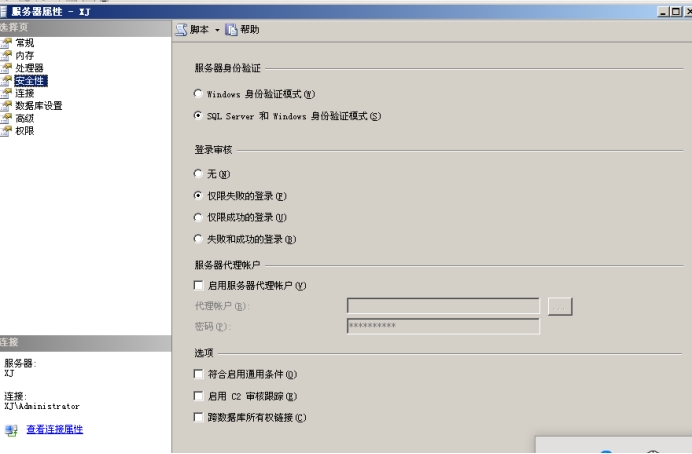 服务器属性 - XJ
选择页
常规
内存
处理器
安全性
连接
数据库设置
高级
权限
脚本
帮助
服务器身份验证
Windows 身份验证模式(W)
SQL Server 和 Windows 身份验证模式(S)
登录审核
无(N)
仅限失败的登录(F)
仅限成功的登录(U)
失败和成功的登录(B)
服务器代理帐户
启用服务器代理帐户(V)
代理帐户(R):
...
密码(P):
**********
选项
符合启用通用条件(O)
启用 C2 审核跟踪(E)
跨数据库所有权链接(C)
连接
服务器:
XJ
连接:
XJ\Administrator
查看连接属性